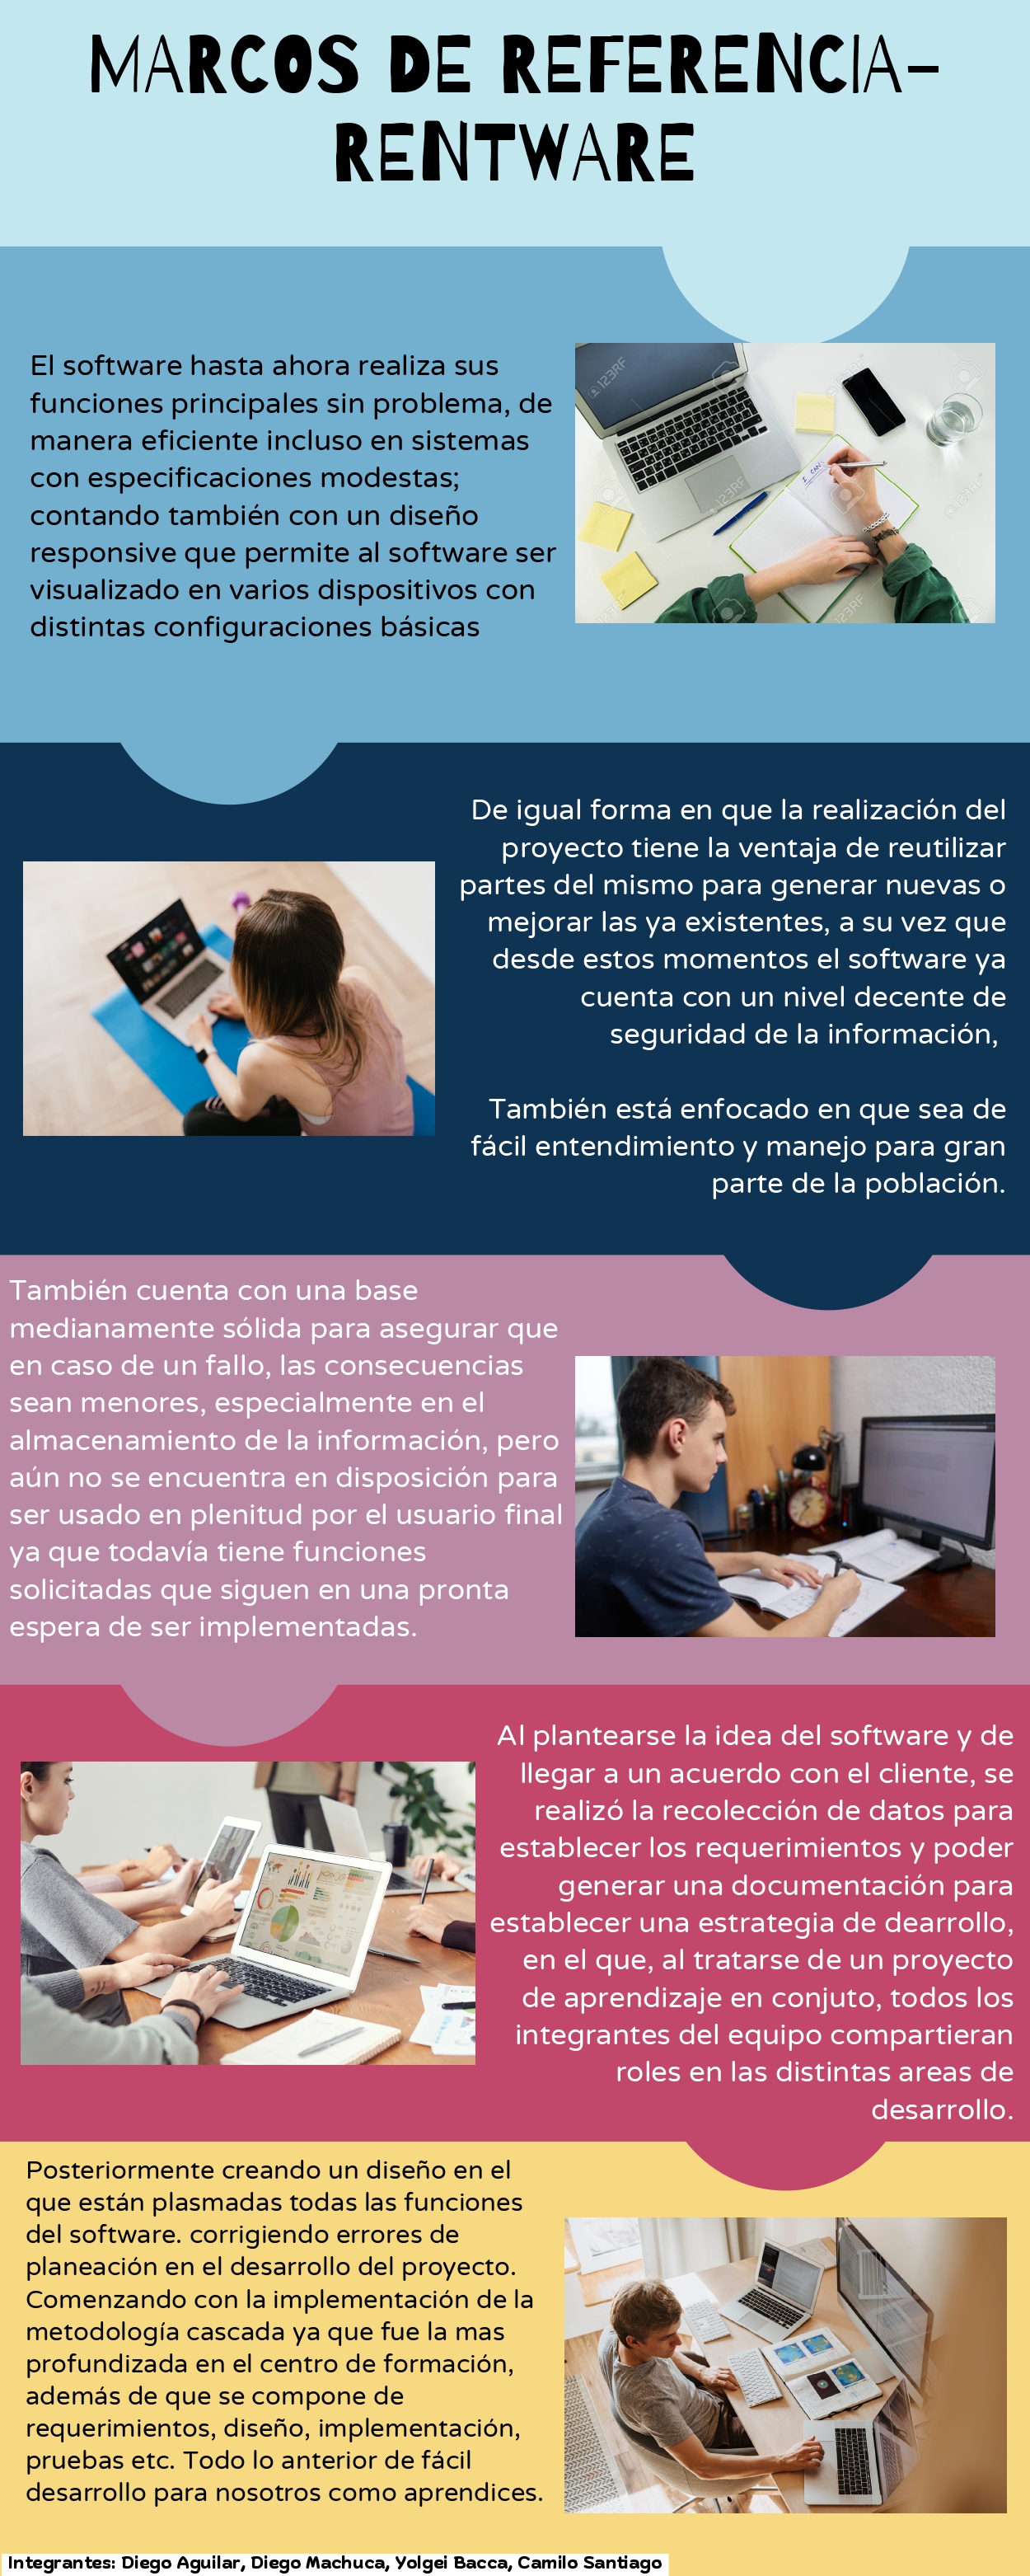 MARCOS DE REFERENCIA-
RENTWARE
El software hasta ahora realiza sus
funciones principales sin problema, de
manera eficiente incluso en sistemas
con especificaciones modestas;
contando también con un diseño
responsive que permite al software ser
visualizado en varios dispositivos con
distintas configuraciones básicas
123RF
123RF
123RF
123RF
I CAN
De igual forma en que la realización del
proyecto tiene la ventaja de reutilizar
partes del mismo para generar nuevas o
mejorar las ya existentes, a su vez que
desde estos momentos el software ya
cuenta con un nivel decente de
seguridad de la información,
También está enfocado en que sea de
fácil entendimiento y manejo para gran
parte de la población.
También cuenta con una base
medianamente sólida para asegurar que
en caso de un fallo, las consecuencias
sean menores, especialmente en el
almacenamiento de la información, pero
aún no se encuentra en disposición para
ser usado en plenitud por el usuario final
ya que todavía tiene funciones
solicitadas que siguen en una pronta
espera de ser implementadas.
Al plantearse la idea del software y de
llegar a un acuerdo con el cliente, se
realizó la recolección de datos para
establecer los requerimientos y poder
generar una documentación para
establecer una estrategia de dearrollo,
en el que, al tratarse de un proyecto
de aprendizaje en conjuto, todos los
integrantes del equipo compartieran
roles en las distintas areas de
desarrollo.
Posteriormente creando un diseño en el
que están plasmadas todas las funciones
del software. corrigiendo errores de
planeación en el desarrollo del proyecto.
Comenzando con la implementación de la
metodología cascada ya que fue la mas
profundizada en el centro de formación,
además de que se compone de
requerimientos, diseño, implementación,
pruebas etc. Todo lo anterior de fácil
desarrollo para nosotros como aprendices.
Integrantes: Diego Aguilar, Diego Machuca, Yolgei Bacca, Camilo Santiago